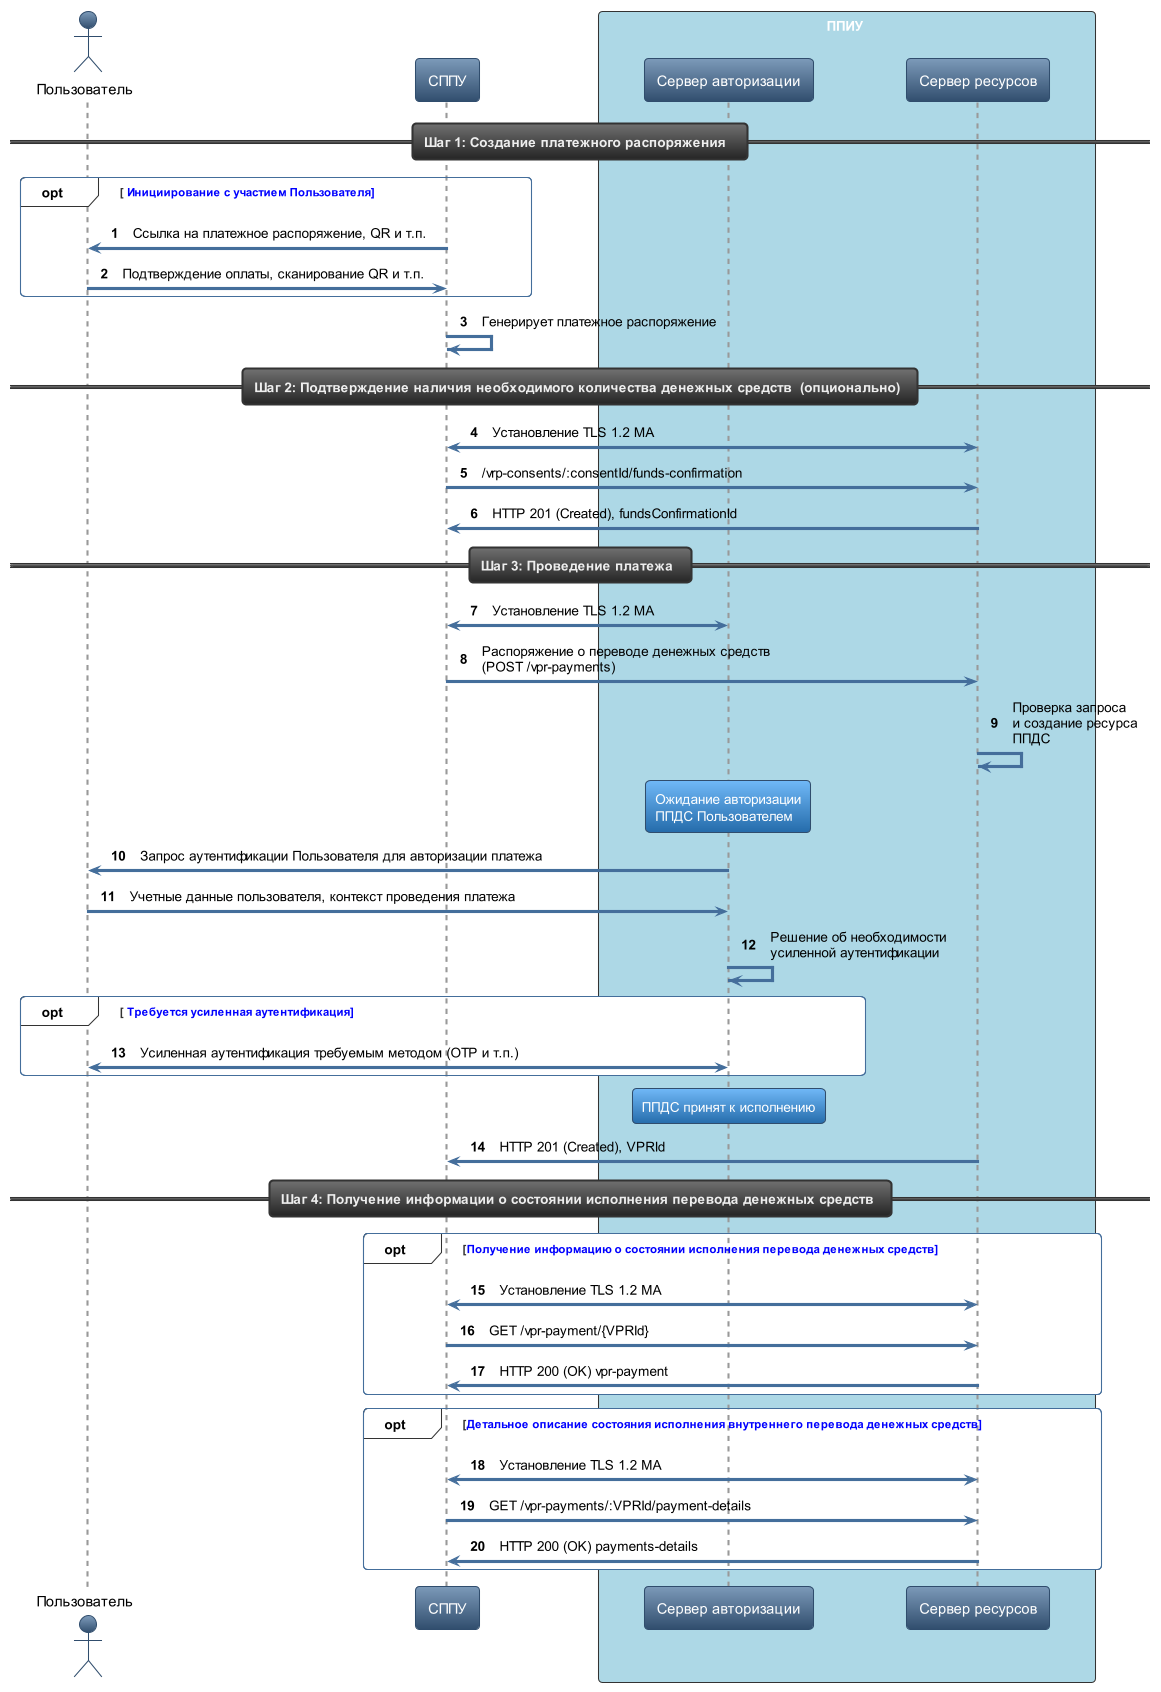 ППИУ
Пользователь
СППУ
Сервер авторизации
Сервер ресурсов
Шаг 1: Создание платежного распоряжения
opt
[ Инициирование с участием Пользователя]
1 Ссылка на платежное распоряжение, QR и т.п.
2 Подтверждение оплаты, сканирование QR и т.п.
3 Генерирует платежное распоряжение
Шаг 2: Подтверждение наличия необходимого количества денежных средств (опционально)
4 Установление TLS 1.2 MA
5 /vrp-consents/:consentId/funds-confirmation
6 HTTP 201 (Created), fundsConfirmationId
Шаг 3: Проведение платежа
7 Установление TLS 1.2 MA
8 Распоряжение о переводе денежных средств
(POST /vpr-payments)
9 Проверка запроса
и создание ресурса
ППДС
Ожидание авторизации
ППДС Пользователем
10 Запрос аутентификации Пользователя для авторизации платежа
11 Учетные данные пользователя, контекст проведения платежа
12 Решение об необходимости
усиленной аутентификации
opt
[ Требуется усиленная аутентификация]
13 Усиленная аутентификация требуемым методом (OTP и т.п.)
ППДС принят к исполнению
14 HTTP 201 (Created), VPRId
Шаг 4: Получение информации о состоянии исполнения перевода денежных средств
opt
[Получение информацию о состоянии исполнения перевода денежных средств]
15 Установление TLS 1.2 MA
16 GET /vpr-payment/{VPRId}
17 HTTP 200 (OK) vpr-payment
opt
[Детальное описание состояния исполнения внутреннего перевода денежных средств]
18 Установление TLS 1.2 MA
19 GET /vpr-payments/:VPRId/payment-details
20 HTTP 200 (OK) payments-details
Пользователь
СППУ
Сервер авторизации
Сервер ресурсов